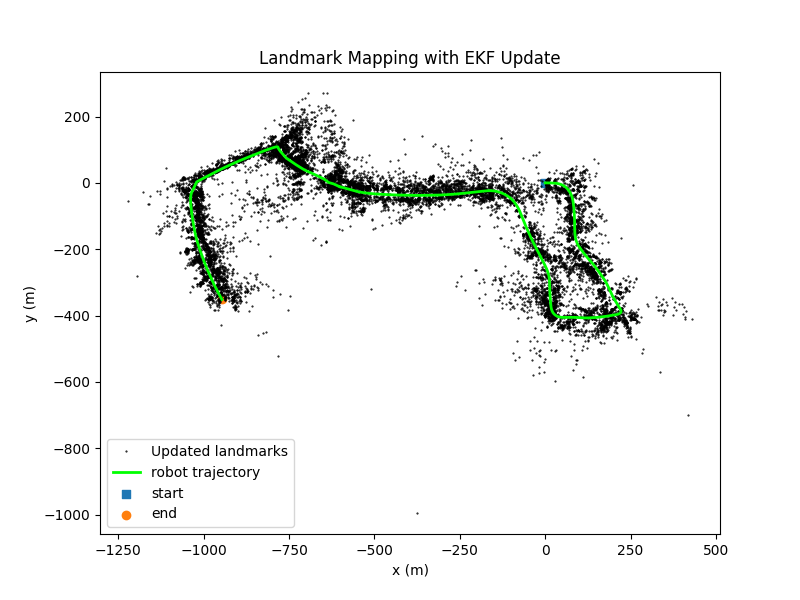 Landmark Mapping with EKF Update
200
0
−200
−400
−600
−800
−1000
y (m)
Updated landmarks
robot trajectory
start
end
−1250 −1000 −750 −500 −250 0 250 500
x (m)